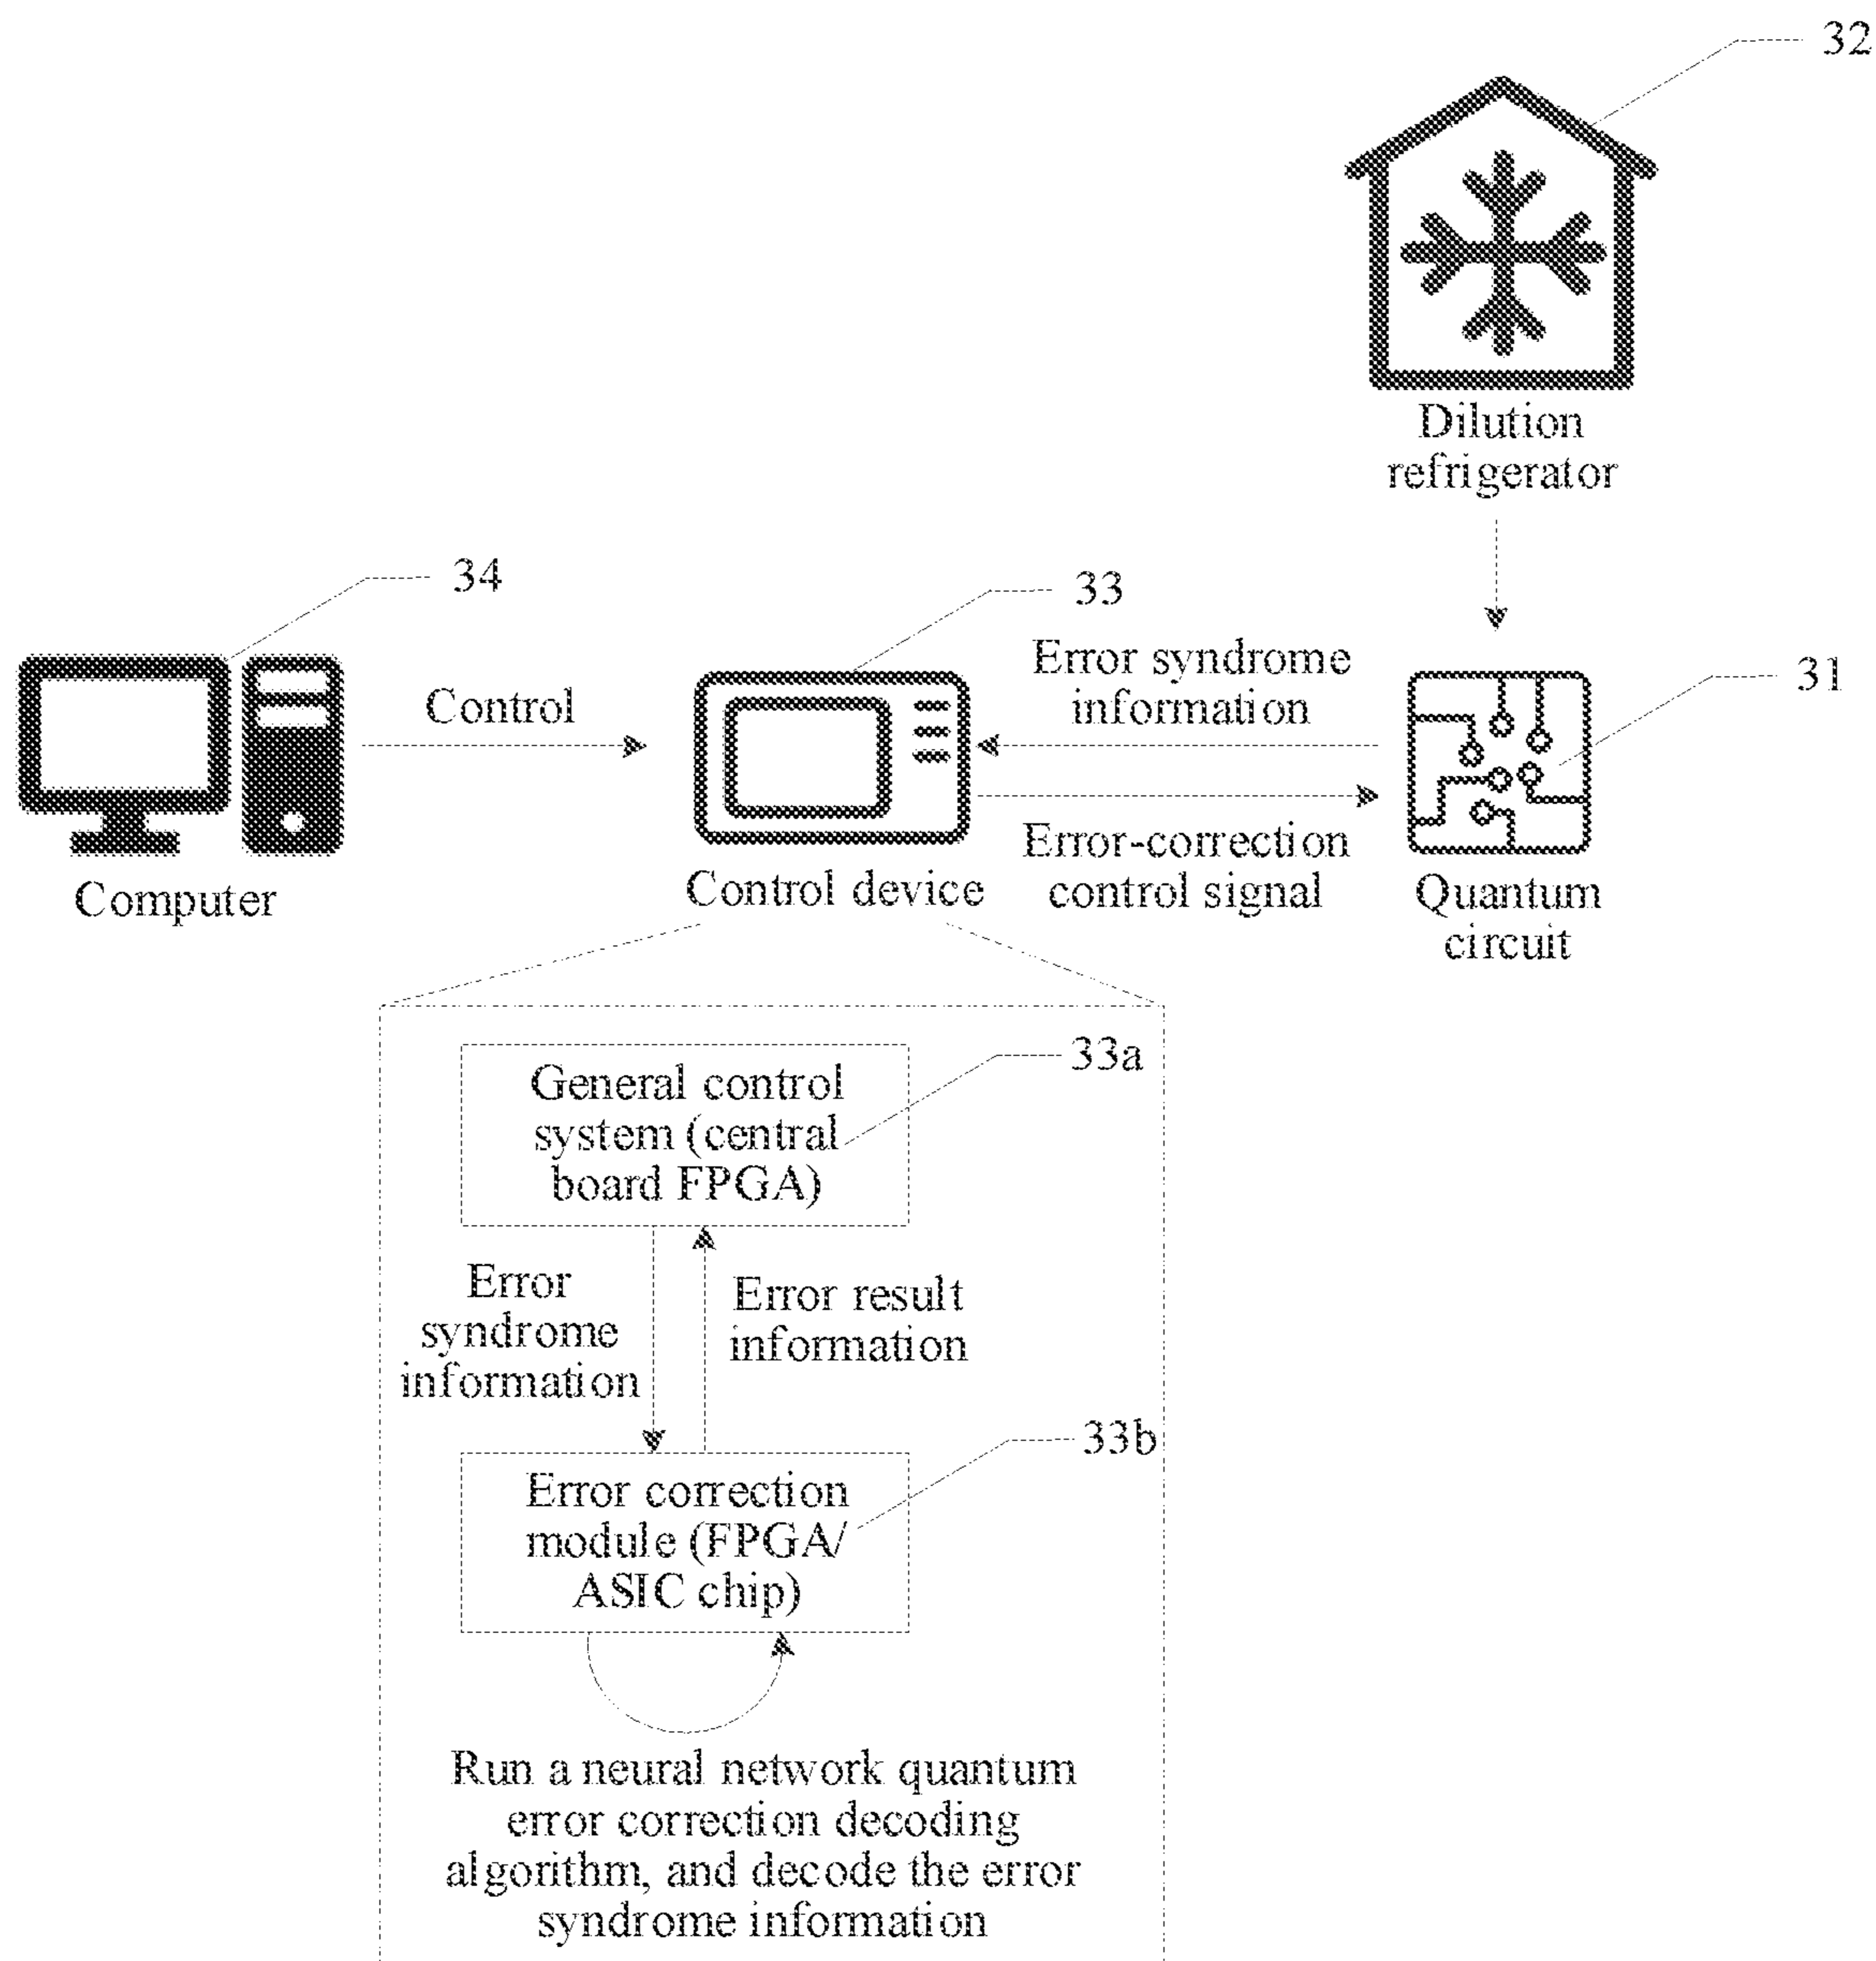 32
Dilution
refrigerator
34
33
Error syndrome
information
31
Control
Error-correction
control signal
Computer
Control device
Quantum
circuit
33a
General control
system (central
board FPGA)
Error
syndrome
information
Error result
information
33b
Error correction
module (FPGA/
ASIC chip)
Run a neural network quantum
error correction decoding
algorithm, and decode the error
syndrome information